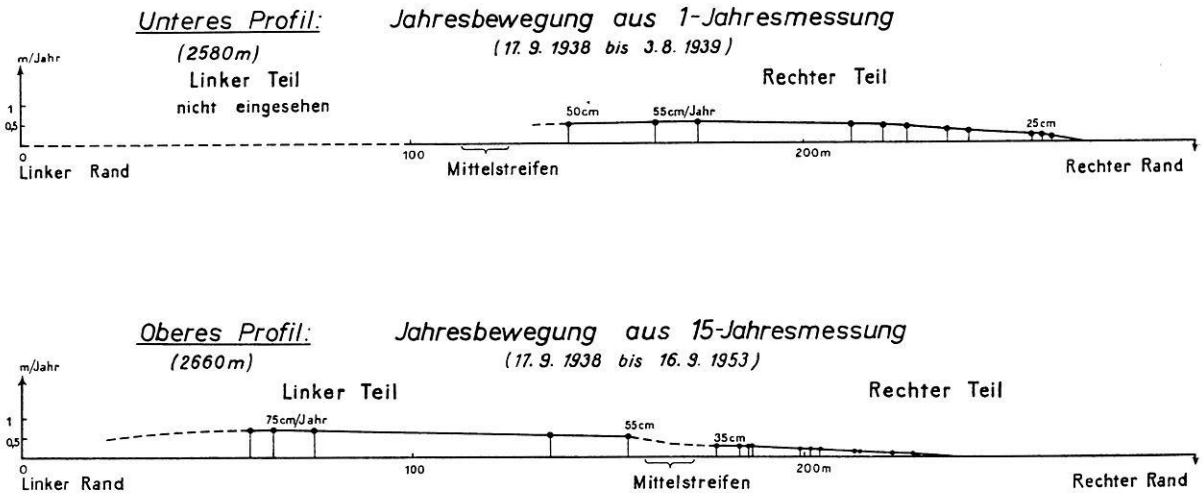 Unteres Profil: Jahresbewegung aus 1-Jahresmessung
(2580m) (17. 9. 1938 bis 3. 8. 1939)
m/Jahr
Linker Teil Rechter Teil
nicht eingesehen
1
0,5
50cm 55cm/Jahr 25cm
0 100 200m
Linker Rand Mittelstreifen Rechter Rand
Oberes Profil: Jahresbewegung aus 15-Jahresmessung
(2660m) (17. 9. 1938 bis 16. 9. 1953)
m/Jahr
Linker Teil Rechter Teil
1
0,5
75cm/Jahr 55cm 35cm
0 100 200m
Linker Rand Mittelstreifen Rechter Rand